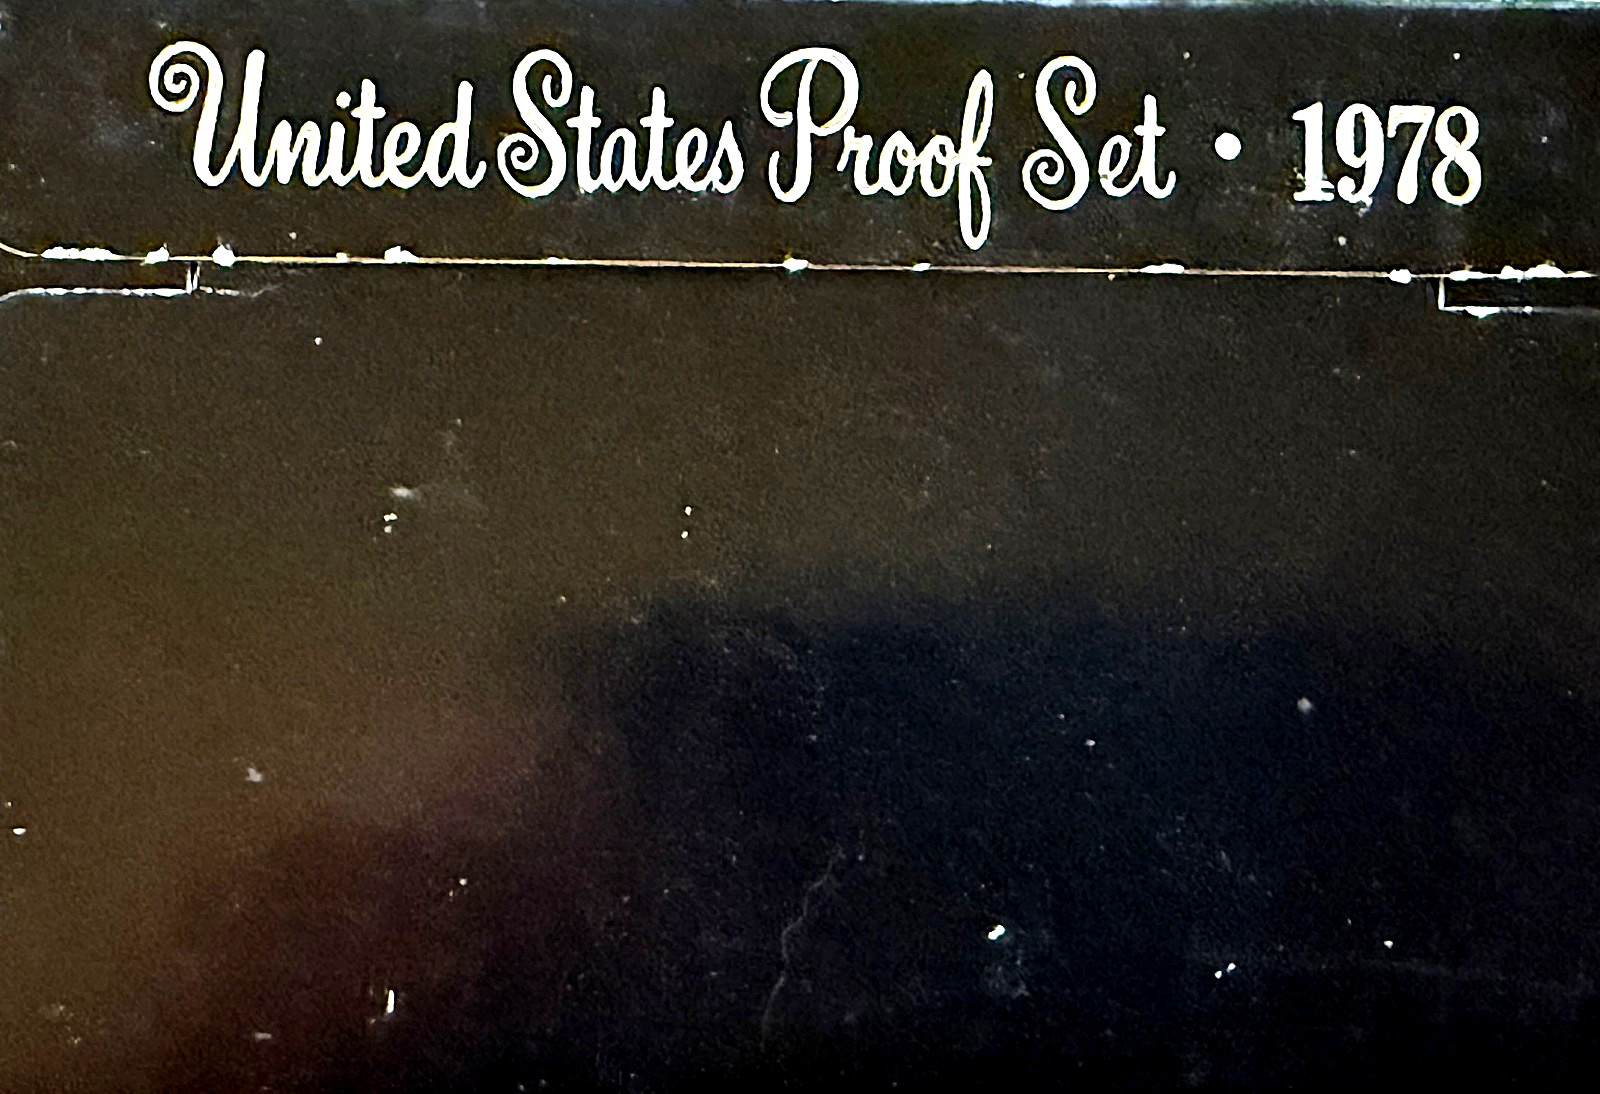 United States Proof Set • 1978